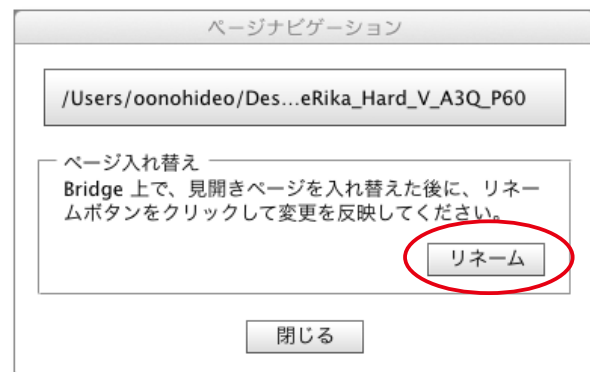 ページナビゲーション
/Users/oonohideo/Des...eRika_Hard_V_A3Q_P60
ページ入れ替え
Bridge 上で、見開きページを入れ替えた後に、リネー
ムボタンをクリックして変更を反映してください。
リネーム
閉じる